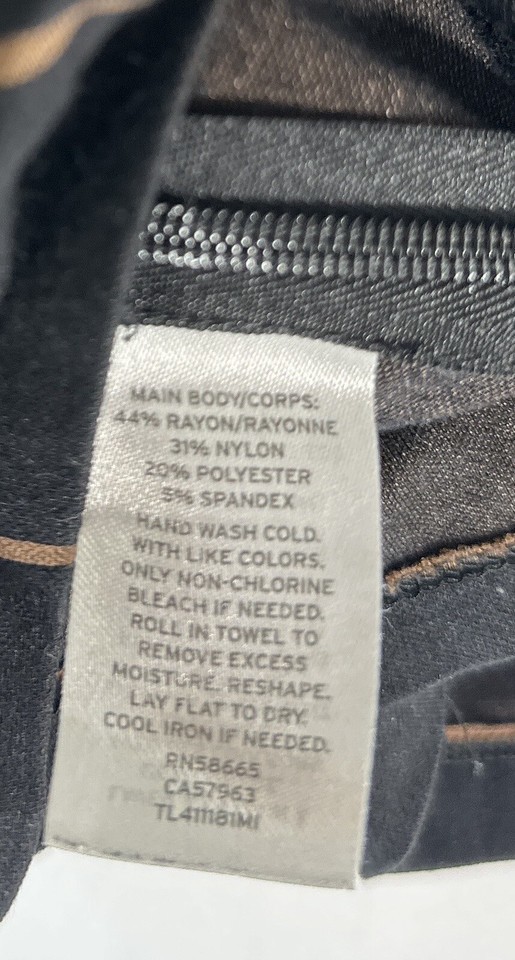 MAIN BODY/CORPS:
44% RAYON/RAYONNE
31% NYLON
20% POLYESTER
5% SPANDEX
HAND WASH COLD.
WITH LIKE COLORS.
ONLY NON-CHLORINE
BLEACH IF NEEDED.
ROLL IN TOWEL TO
REMOVE EXCESS
MOISTURE. RESHAPE.
LAY FLAT TO DRY.
COOL IRON IF NEEDED.
RN58665
CA57963
TL411181MI